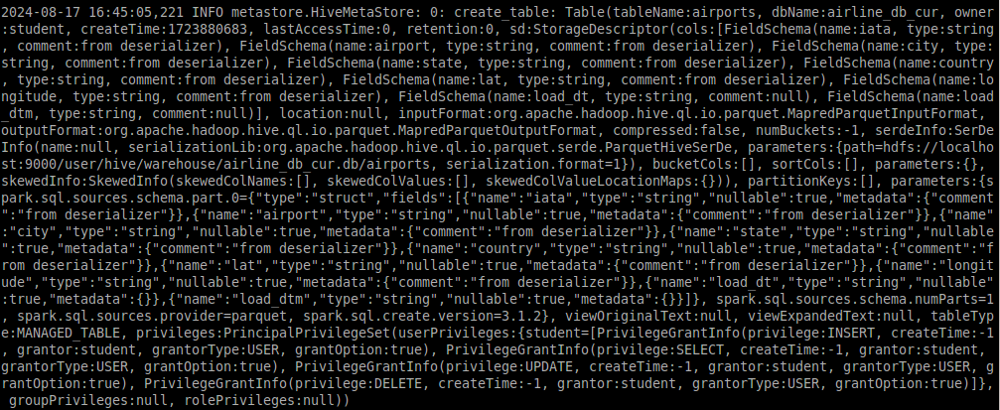 2024-08-17 16:45:05,221 INFO metastore.HiveMetaStore: 0: create_table: Table(tableName:airports, dbName:airline_db_cur, owner
:student, createTime:1723880683, lastAccessTime:0, retention:0, sd:StorageDescriptor(cols:[FieldSchema(name:iata, type:string
, comment:from deserializer), FieldSchema(name:airport, type:string, comment:from deserializer), FieldSchema(name:city, type:
string, comment:from deserializer), FieldSchema(name:state, type:string, comment:from deserializer), FieldSchema(name:country
, type:string, comment:from deserializer), FieldSchema(name:lat, type:string, comment:from deserializer), FieldSchema(name:lo
ngitude, type:string, comment:from deserializer), FieldSchema(name:load_dt, type:string, comment:null), FieldSchema(name:load
_dtm, type:string, comment:null)], location:null, inputFormat:org.apache.hadoop.hive.ql.io.parquet.MapredParquetInputFormat, 
outputFormat:org.apache.hadoop.hive.ql.io.parquet.MapredParquetOutputFormat, compressed:false, numBuckets:-1, serdeInfo:SerDe
Info(name:null, serializationLib:org.apache.hadoop.hive.ql.io.parquet.serde.ParquetHiveSerDe, parameters:{path=hdfs://localho
st:9000/user/hive/warehouse/airline_db_cur.db/airports, serialization.format=1}), bucketCols:[], sortCols:[], parameters:{}, 
skewedInfo:SkewedInfo(skewedColNames:[], skewedColValues:[], skewedColValueLocationMaps:{})), partitionKeys:[], parameters:{s
park.sql.sources.schema.part.0={"type":"struct","fields":[{"name":"iata","type":"string","nullable":true,"metadata":{"comment
":"from deserializer"}},{"name":"airport","type":"string","nullable":true,"metadata":{"comment":"from deserializer"}},{"name"
:"city","type":"string","nullable":true,"metadata":{"comment":"from deserializer"}},{"name":"state","type":"string","nullable
":true,"metadata":{"comment":"from deserializer"}},{"name":"country","type":"string","nullable":true,"metadata":{"comment":"f
rom deserializer"}},{"name":"lat","type":"string","nullable":true,"metadata":{"comment":"from deserializer"}},{"name":"longit
ude","type":"string","nullable":true,"metadata":{"comment":"from deserializer"}},{"name":"load_dt","type":"string","nullable"
:true,"metadata":{}},{"name":"load_dtm","type":"string","nullable":true,"metadata":{}}]}, spark.sql.sources.schema.numParts=1
, spark.sql.sources.provider=parquet, spark.sql.create.version=3.1.2}, viewOriginalText:null, viewExpandedText:null, tableTyp
e:MANAGED_TABLE, privileges:PrincipalPrivilegeSet(userPrivileges:{student=[PrivilegeGrantInfo(privilege:INSERT, createTime:-1
, grantor:student, grantorType:USER, grantOption:true), PrivilegeGrantInfo(privilege:SELECT, createTime:-1, grantor:student, 
grantorType:USER, grantOption:true), PrivilegeGrantInfo(privilege:UPDATE, createTime:-1, grantor:student, grantorType:USER, g
rantOption:true), PrivilegeGrantInfo(privilege:DELETE, createTime:-1, grantor:student, grantorType:USER, grantOption:true)]},
 groupPrivileges:null, rolePrivileges:null))